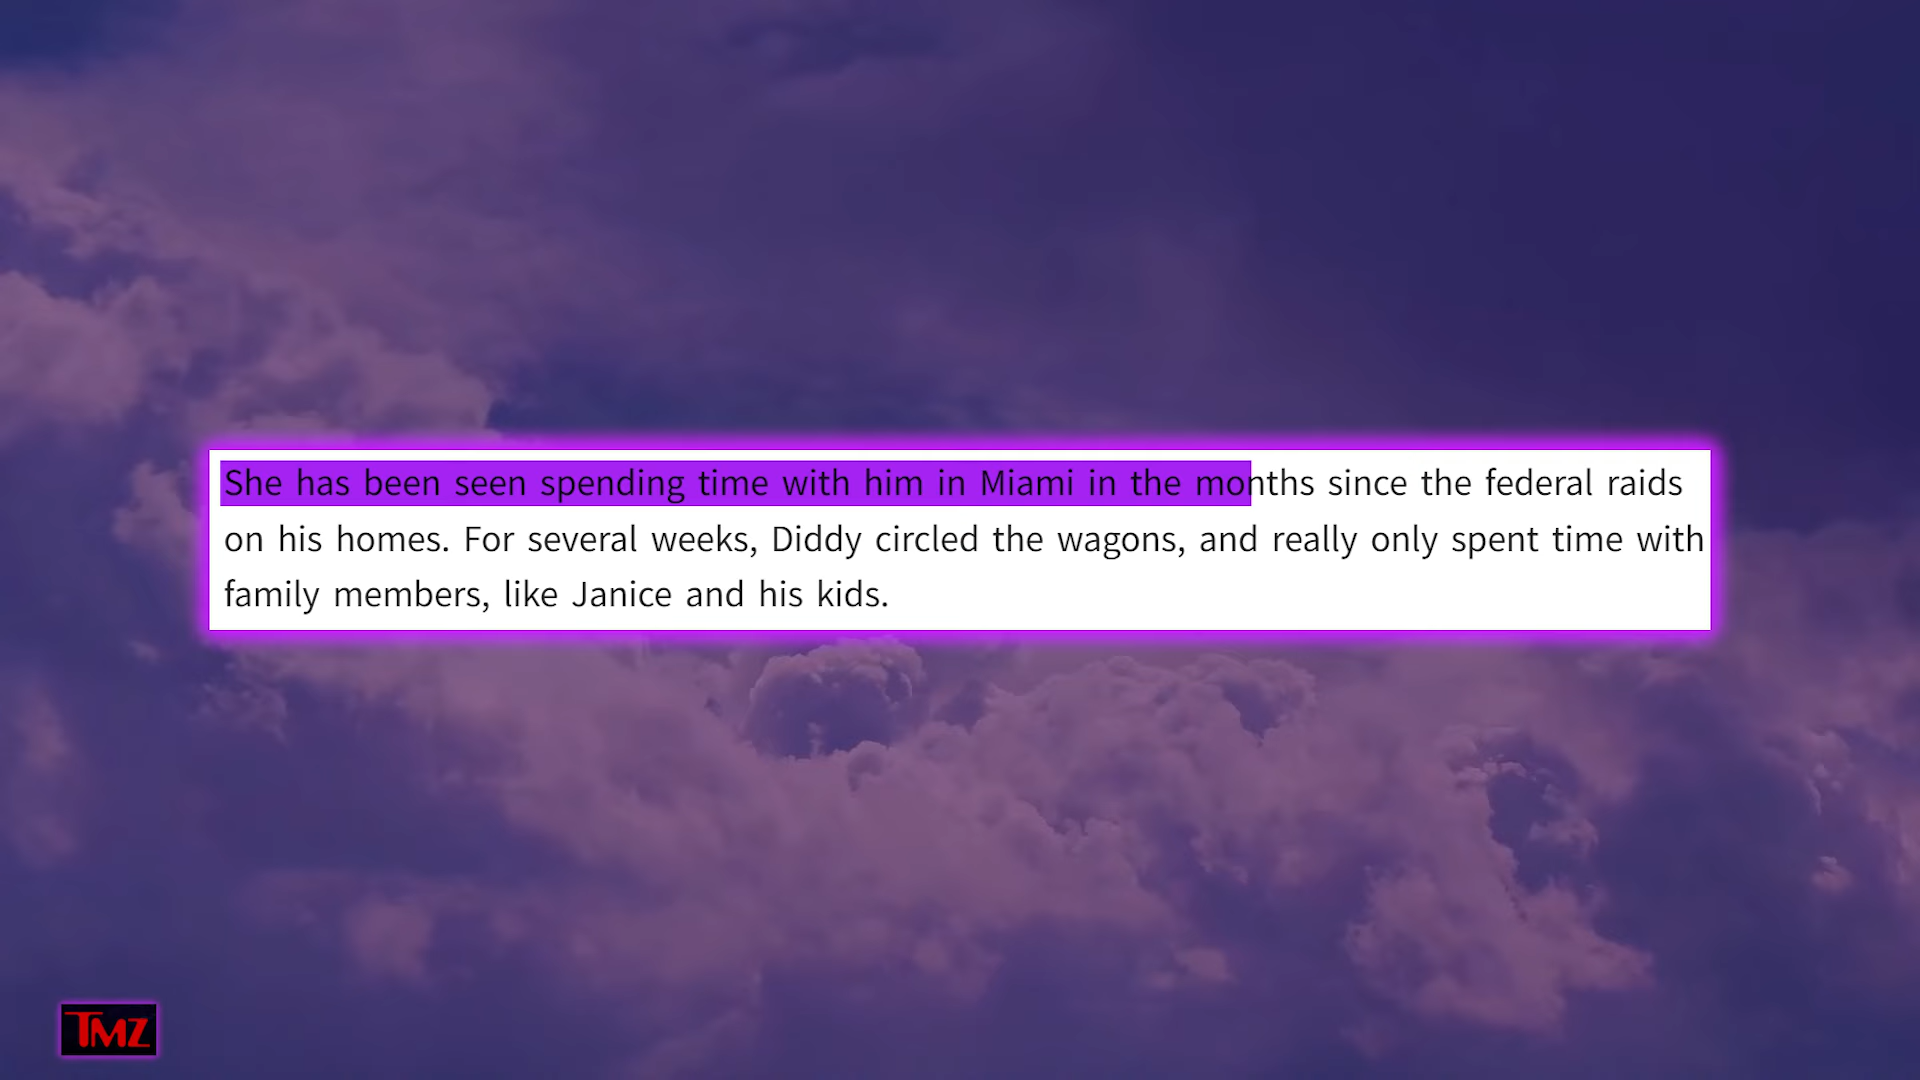 She has been seen spending time with him in Miami in the months since the federal raids
on his homes. For several weeks, Diddy circled the wagons, and really only spent time with
family members, like Janice and his kids.
TMZ